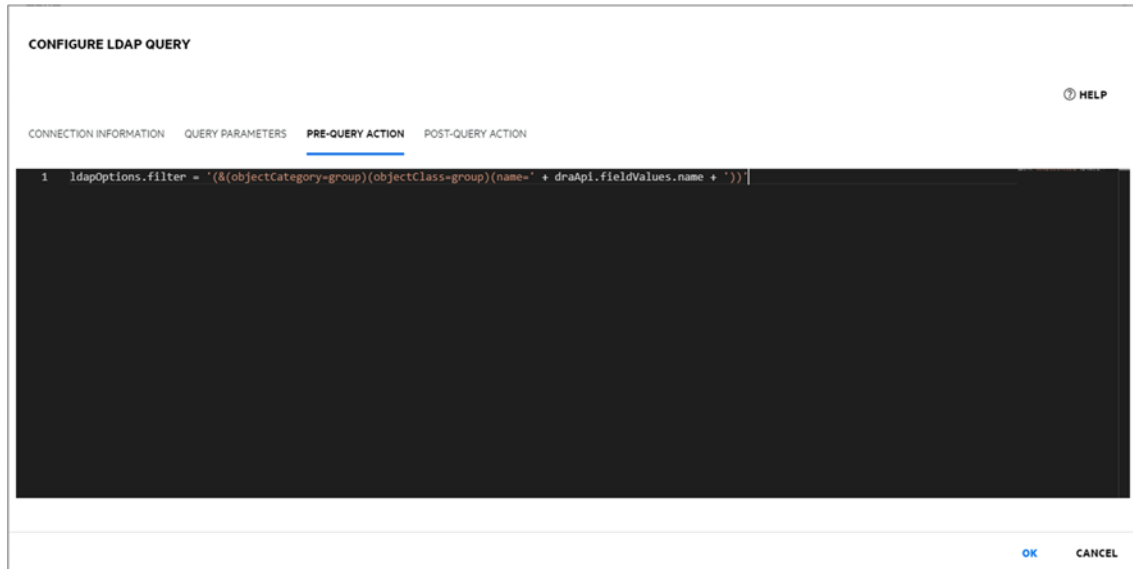 CONFIGURE LDAP QUERY
HELP
CONNECTION INFORMATION QUERY PARAMETERS PRE-QUERY ACTION POST-QUERY ACTION
1 ldapOptions.filter = '(&(objectCategory=group)(objectClass=group)(name=' + draApi.fieldValues.name + '))'
OK CANCEL